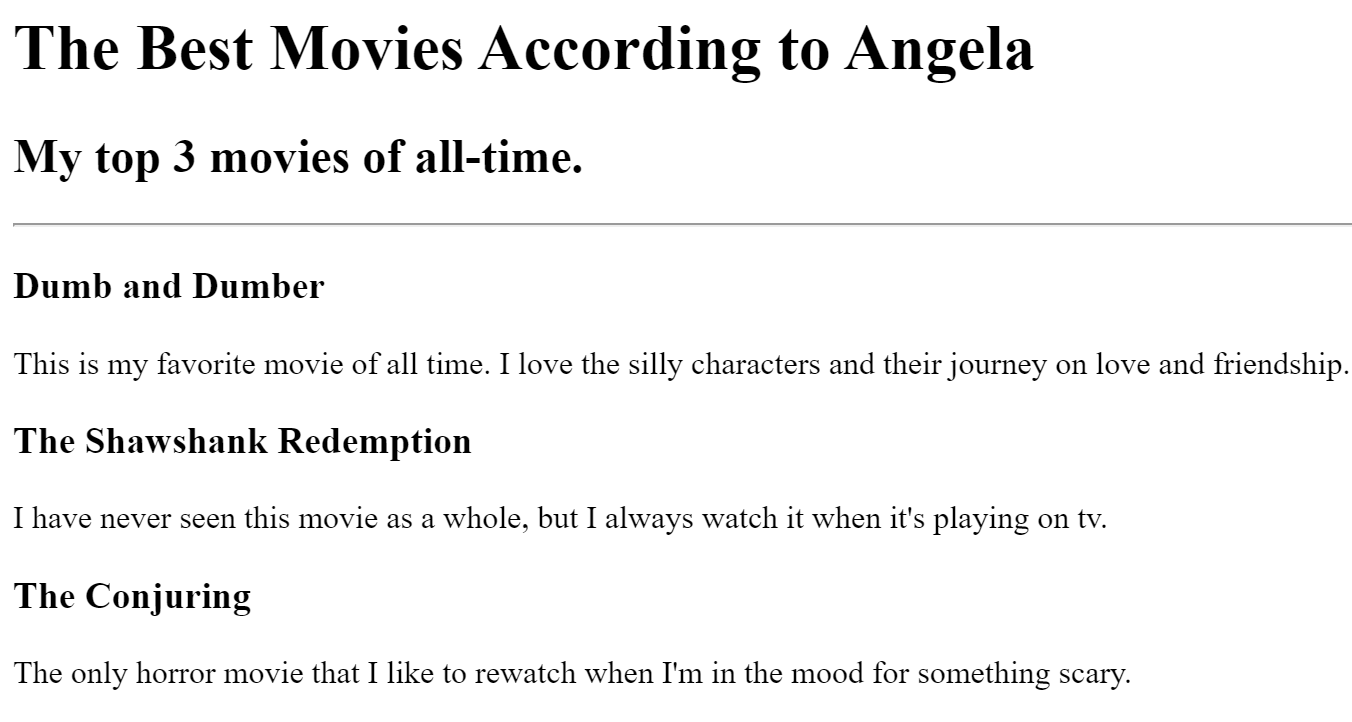 The Best Movies According to Angela
My top 3 movies of all-time.
Dumb and Dumber
This is my favorite movie of all time. I love the silly characters and their journey on love and friendship.
The Shawshank Redemption
I have never seen this movie as a whole, but I always watch it when it's playing on tv.
The Conjuring
The only horror movie that I like to rewatch when I'm in the mood for something scary.